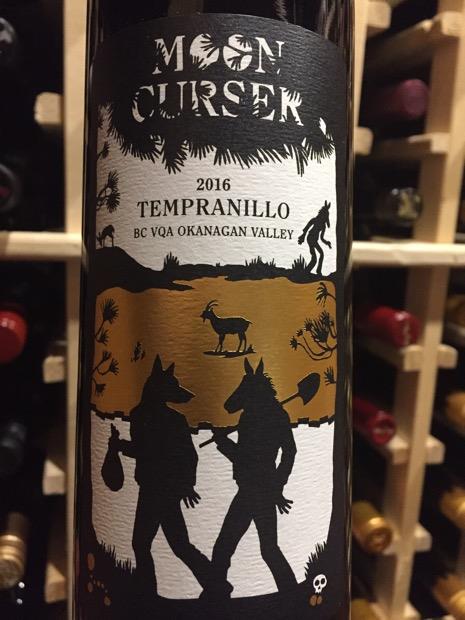 MOON
CURSER
2016
TEMPRANILLO
BC VQA OKANAGAN VALLEY